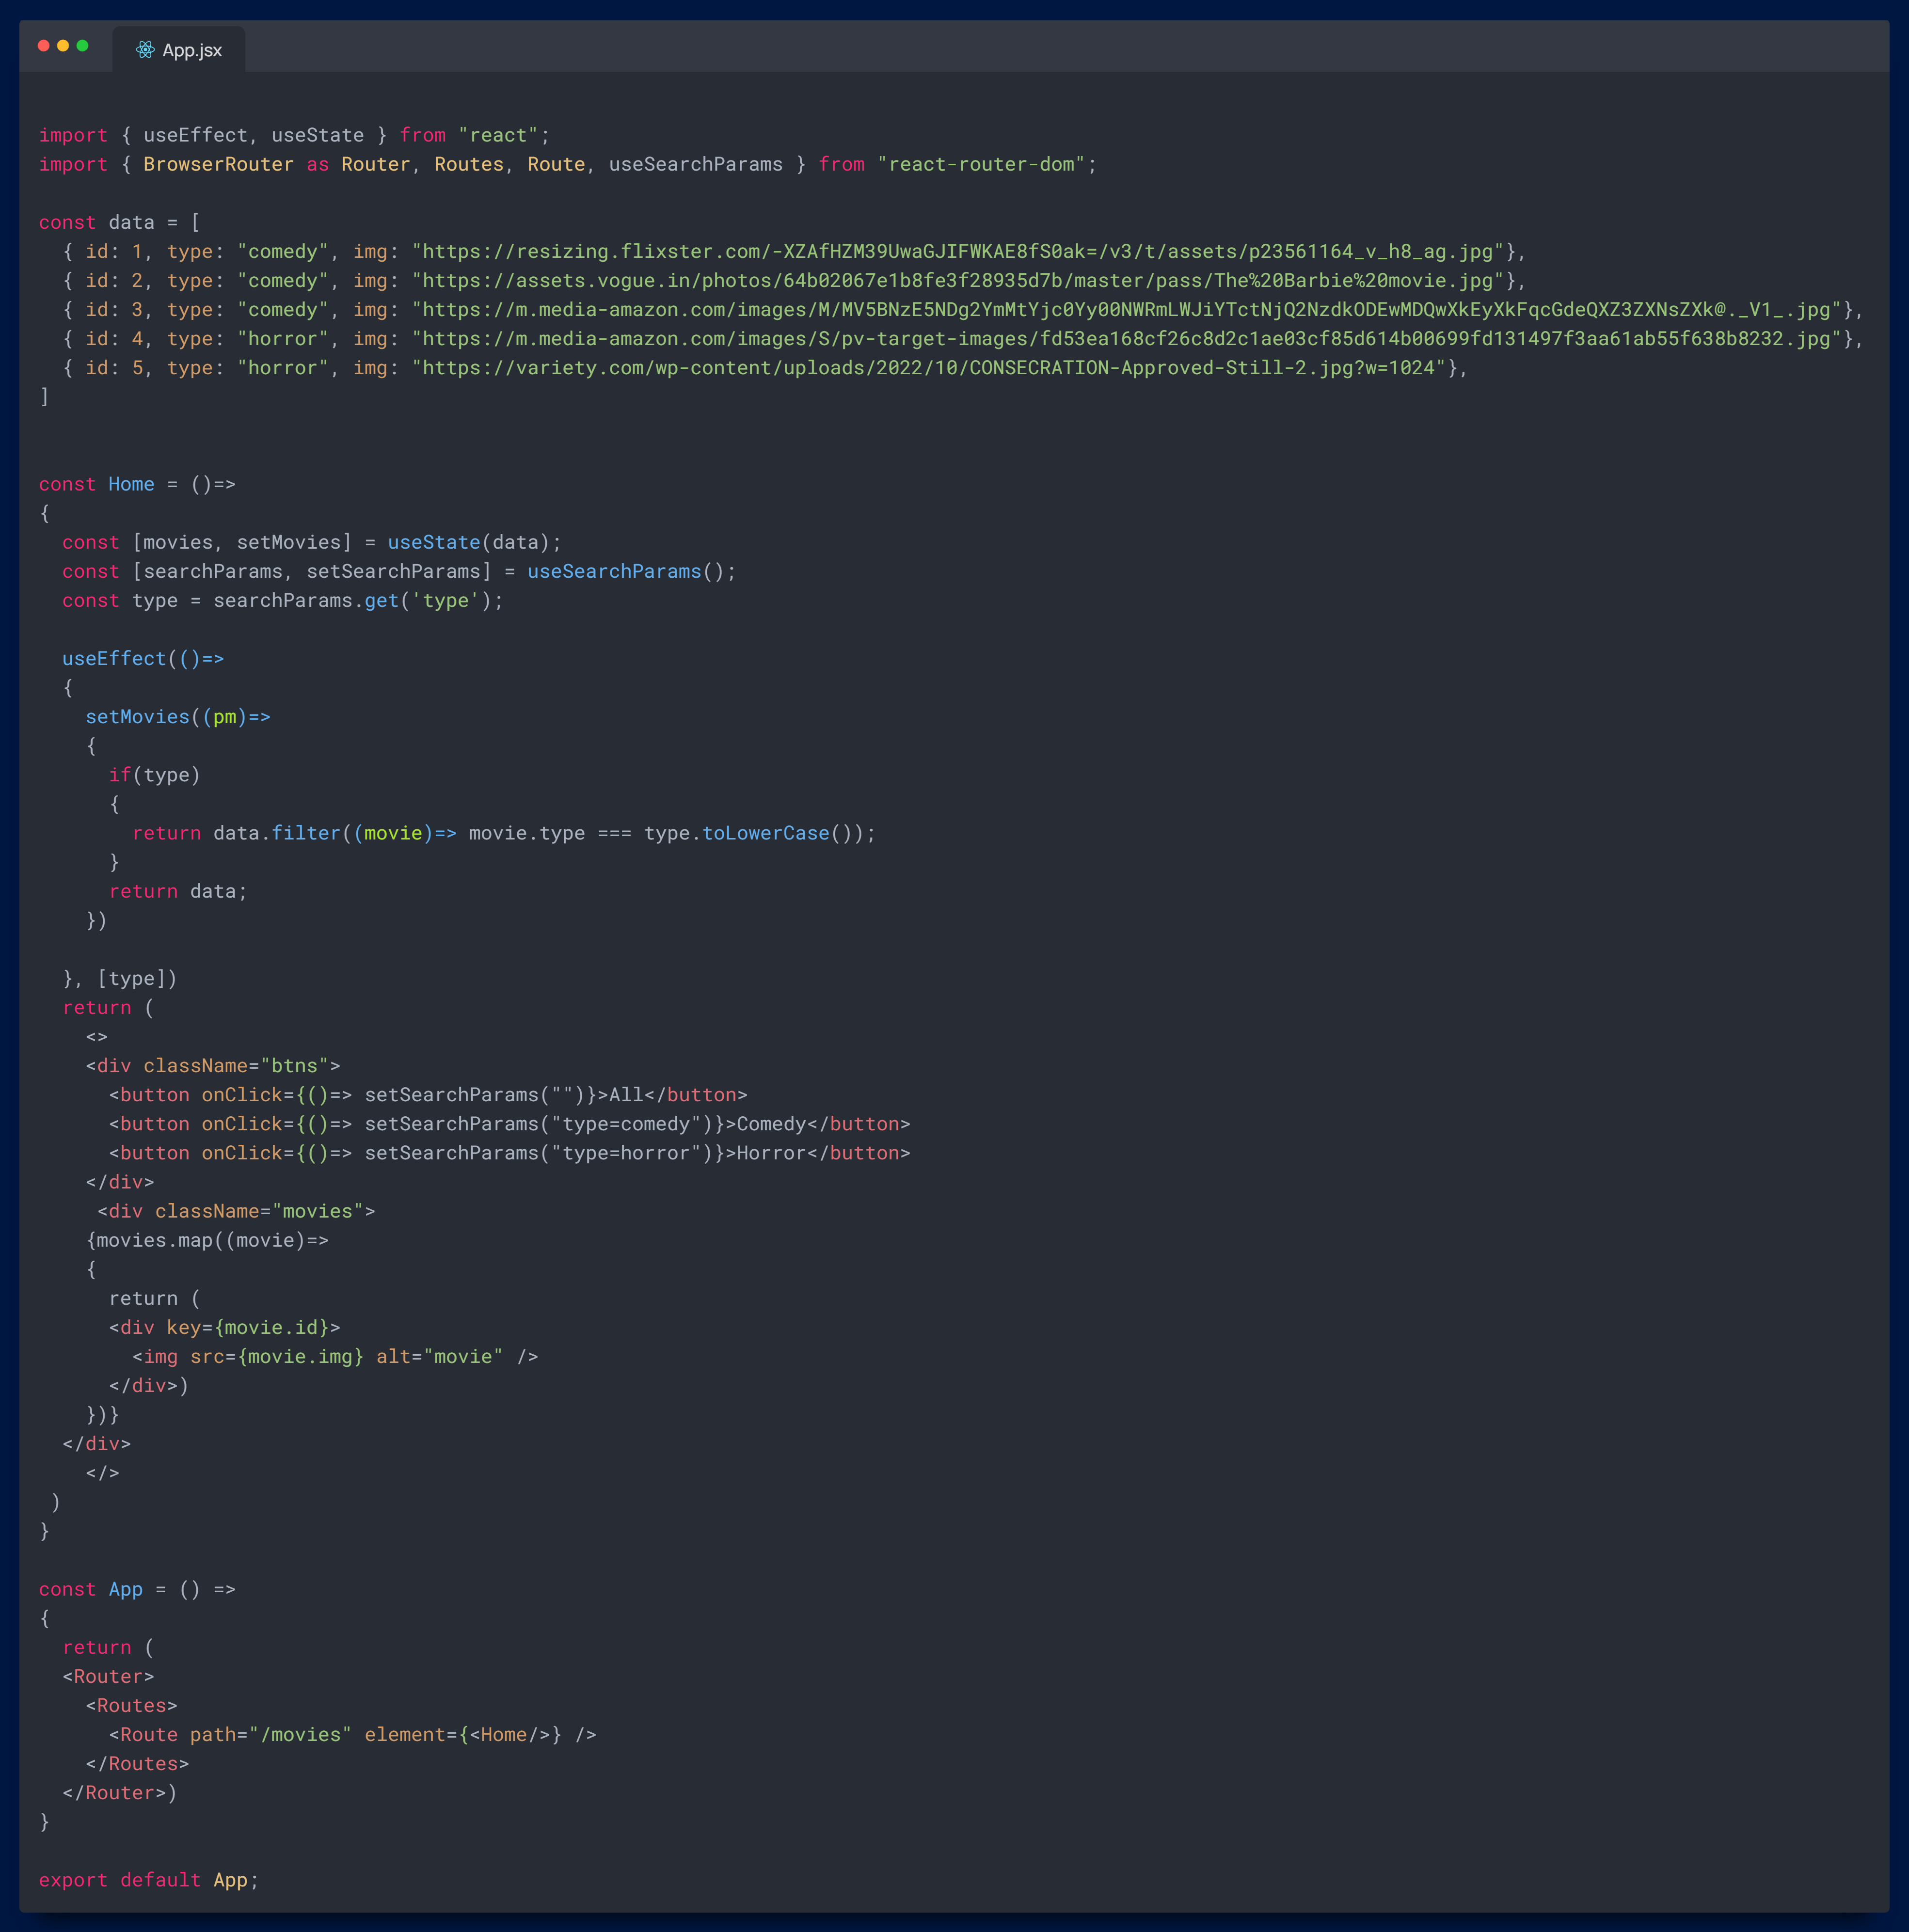 App.jsx
import { useEffect, useState } from "react";
import { BrowserRouter as Router, Routes, Route, useSearchParams } from "react-router-dom";
const data = [
  { id: 1, type: "comedy", img: "https://resizing.flixster.com/-XZAfHZM39UwaGJIFWKAE8fS0ak=/v3/t/assets/p23561164_v_h8_ag.jpg"},
  { id: 2, type: "comedy", img: "https://assets.vogue.in/photos/64b02067e1b8fe3f28935d7b/master/pass/The%20Barbie%20movie.jpg"},
  { id: 3, type: "comedy", img: "https://m.media-amazon.com/images/M/MV5BNzE5NDg2YmMtYjc0Yy00NWRmLWJiYTctNjQ2NzdkODEwMDQwXkEyXkFqcGdeQXZ3ZXNsZXk@._V1_.jpg"},
  { id: 4, type: "horror", img: "https://m.media-amazon.com/images/S/pv-target-images/fd53ea168cf26c8d2c1ae03cf85d614b00699fd131497f3aa61ab55f638b8232.jpg"},
  { id: 5, type: "horror", img: "https://variety.com/wp-content/uploads/2022/10/CONSECRATION-Approved-Still-2.jpg?w=1024"},
]
const Home = ()=>
{
  const [movies, setMovies] = useState(data);
  const [searchParams, setSearchParams] = useSearchParams();
  const type = searchParams.get('type');
  useEffect(()=>
  {
    setMovies((pm)=>
    {
      if(type)
      {
        return data.filter((movie)=> movie.type === type.toLowerCase());
      }
      return data;
    })
  }, [type])
  return (
    <>
    <div className="btns">
      <button onClick={()=> setSearchParams("")}>All</button>
      <button onClick={()=> setSearchParams("type=comedy")}>Comedy</button>
      <button onClick={()=> setSearchParams("type=horror")}>Horror</button>
    </div>
     <div className="movies">
    {movies.map((movie)=>
    {
      return (
      <div key={movie.id}>
        <img src={movie.img} alt="movie" />
      </div>)
    })}
  </div>
    </>
 )
}
const App = () =>
{
  return (
  <Router>
    <Routes>
      <Route path="/movies" element={<Home/>} />
    </Routes>
  </Router>)
}
export default App;